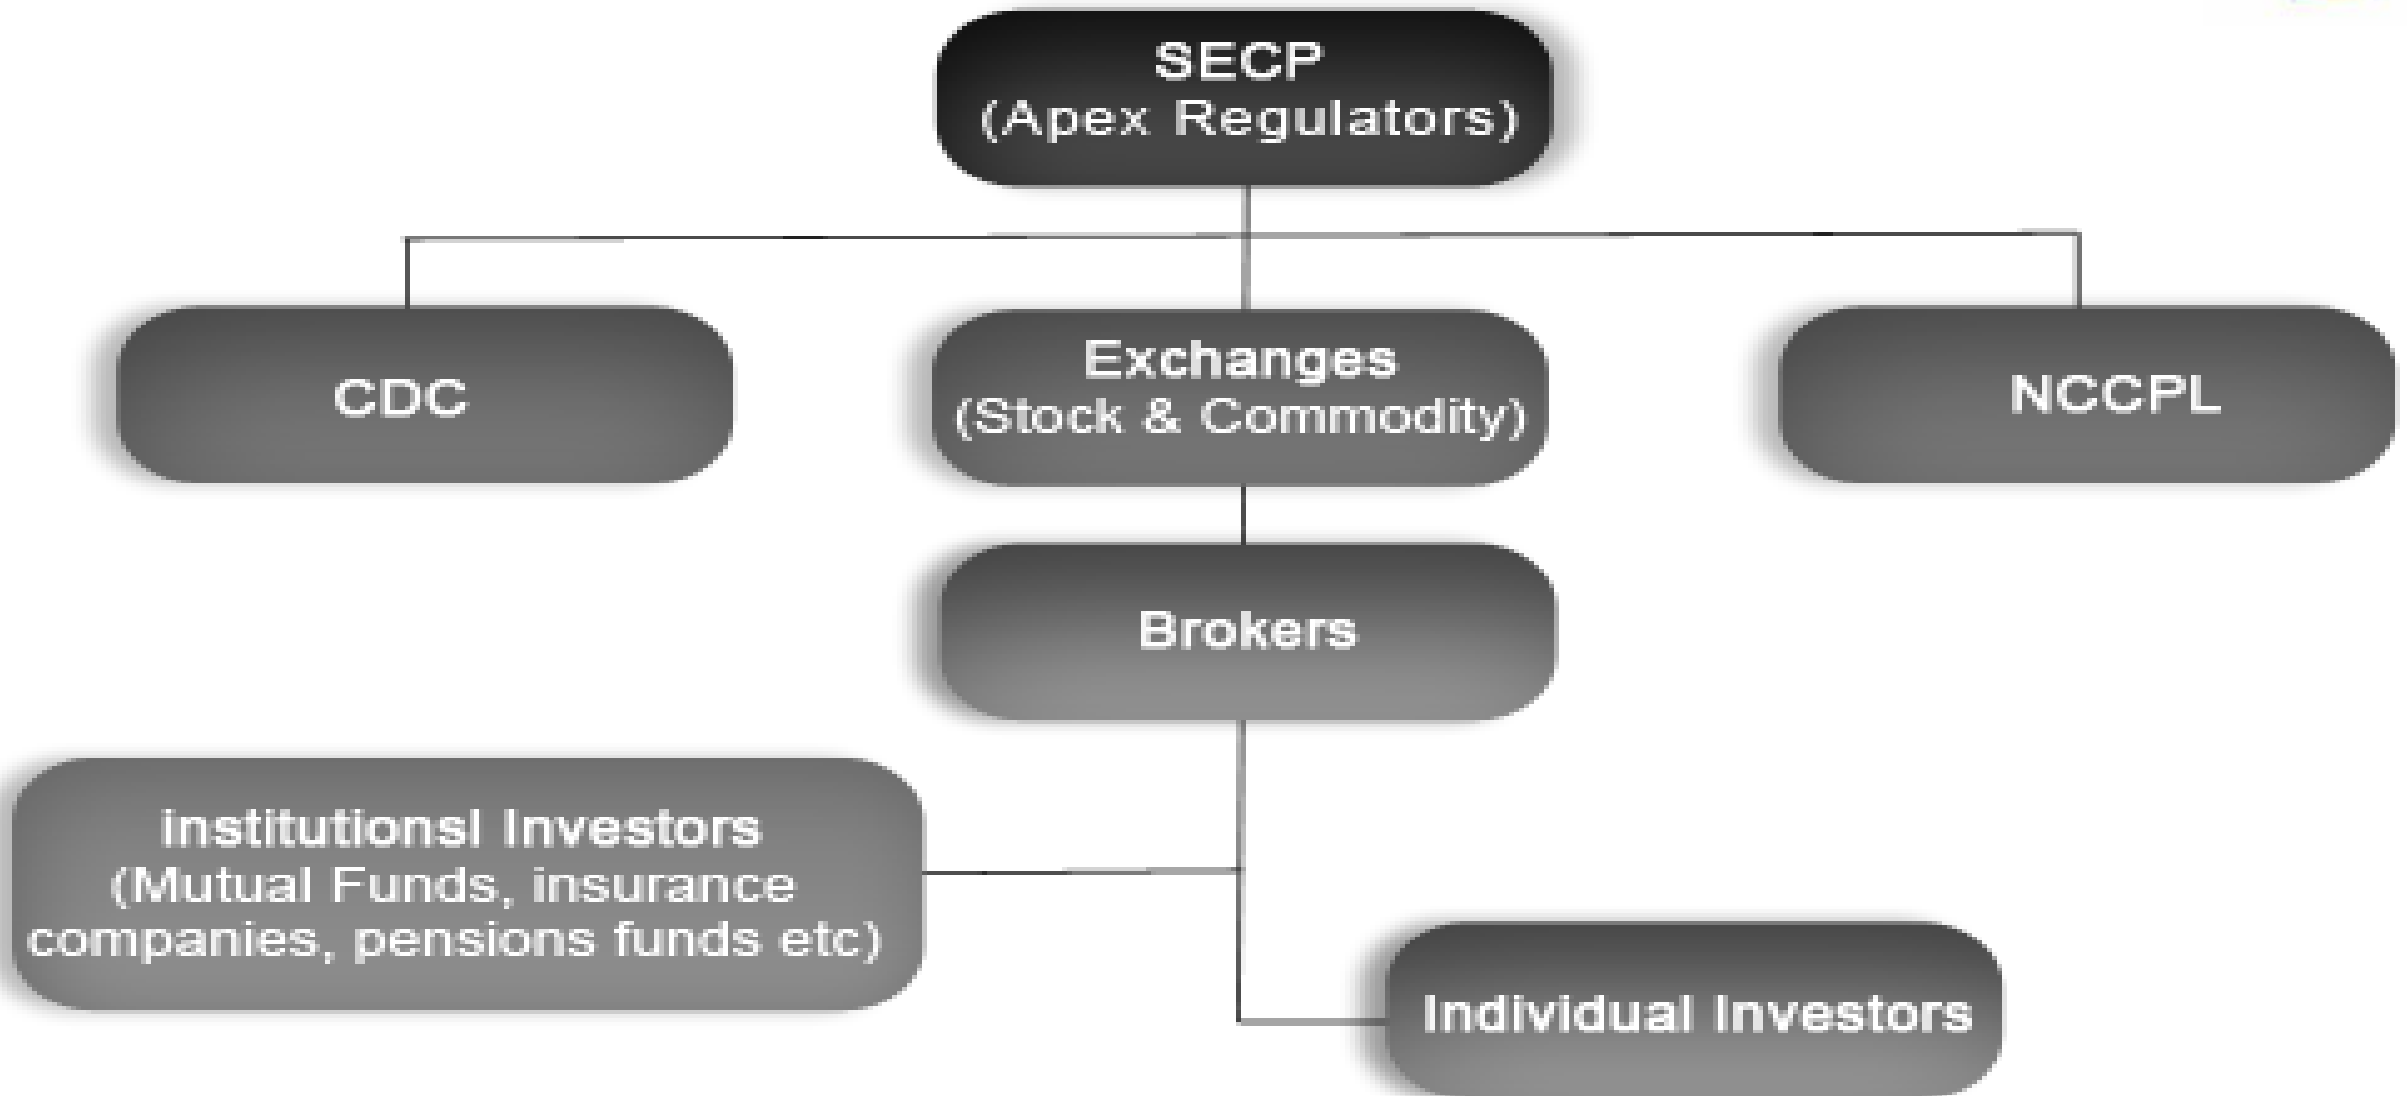 SECP
(Apex Regulators)
CDC
Exchanges
(Stock & Commodity)
NCCPL
Brokers
institutionsl Investors
(Mutual Funds, insurance
companies, pensions funds etc)
Individual Investors